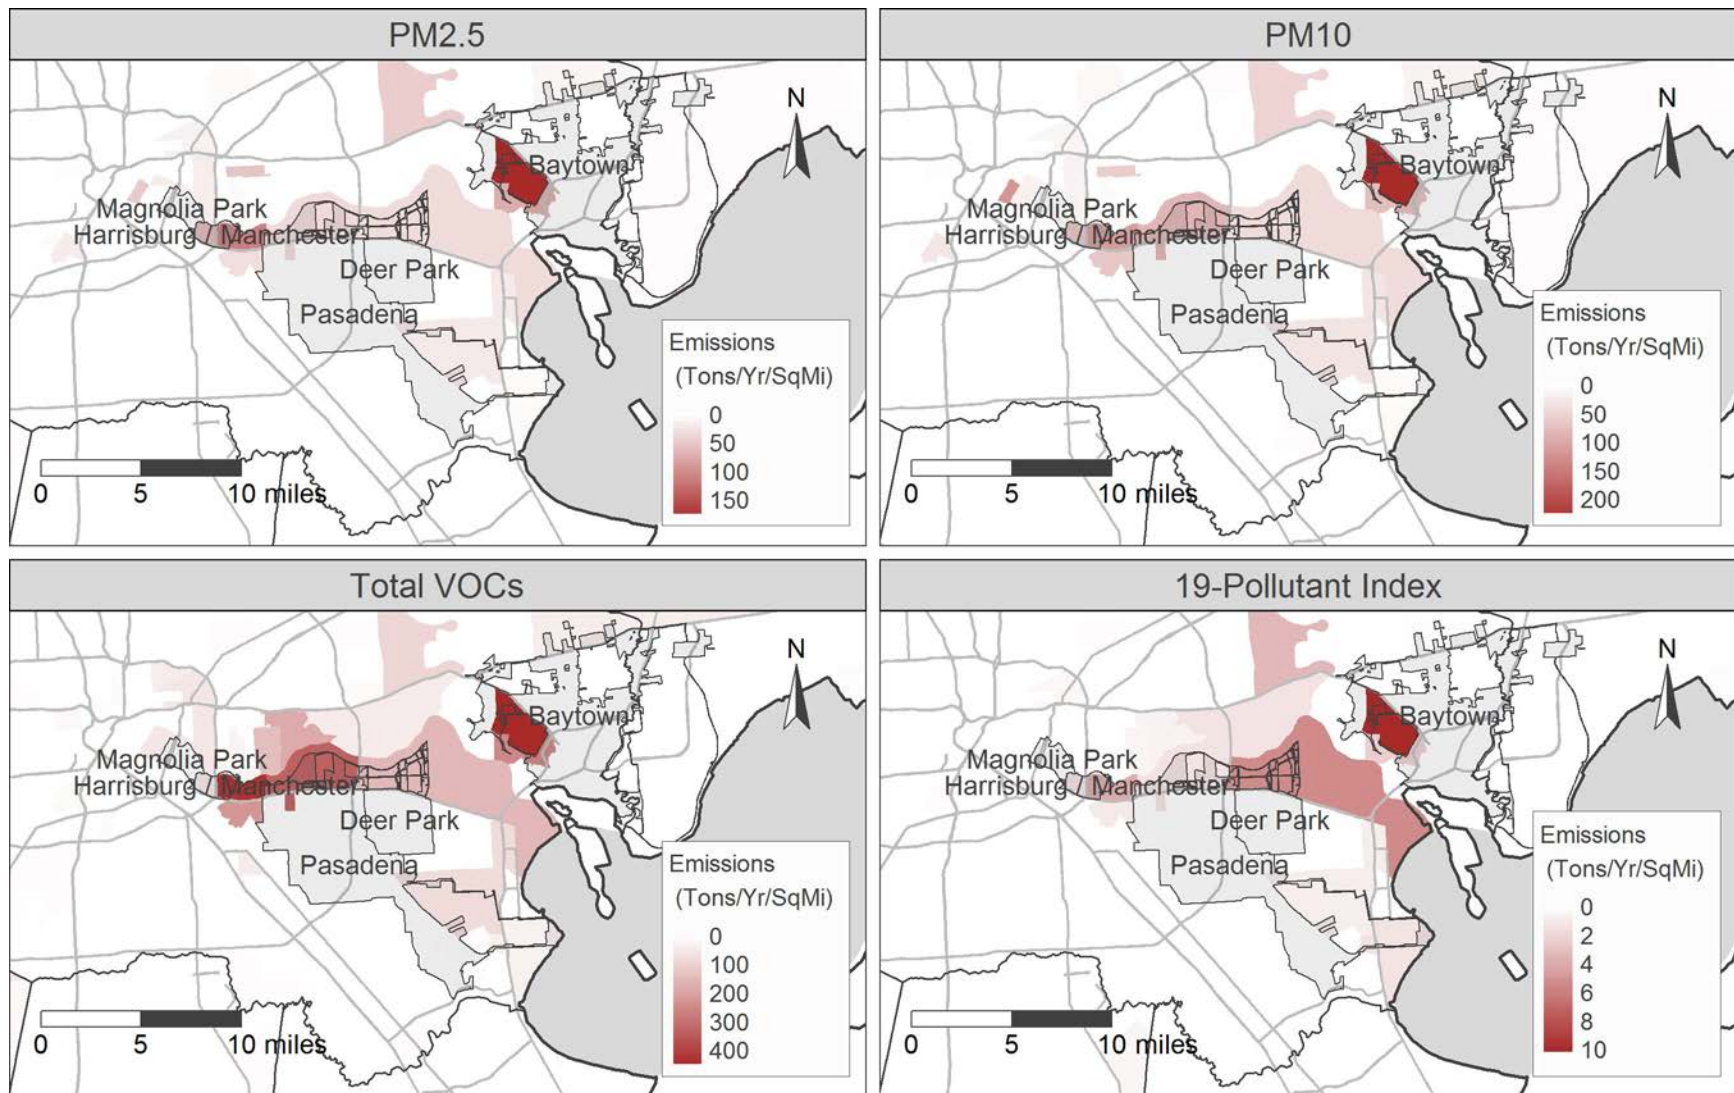 PM2.5
N
Baytown
Magnolia Park
Harrisburg
Manchester
Deer Park
Pasadena
Emissions
(Tons/Yr/SqMi)
0
50
100
150
0 5 10 miles
PM10
N
Baytown
Magnolia Park
Harrisburg
Manchester
Deer Park
Pasadena
Emissions
(Tons/Yr/SqMi)
0
50
100
150
200
0 5 10 miles
Total VOCs
N
Baytown
Magnolia Park
Harrisburg
Manchester
Deer Park
Pasadena
Emissions
(Tons/Yr/SqMi)
0
100
200
300
400
0 5 10 miles
19-Pollutant Index
N
Baytown
Magnolia Park
Harrisburg
Manchester
Deer Park
Pasadena
Emissions
(Tons/Yr/SqMi)
0
2
4
6
8
10
0 5 10 miles